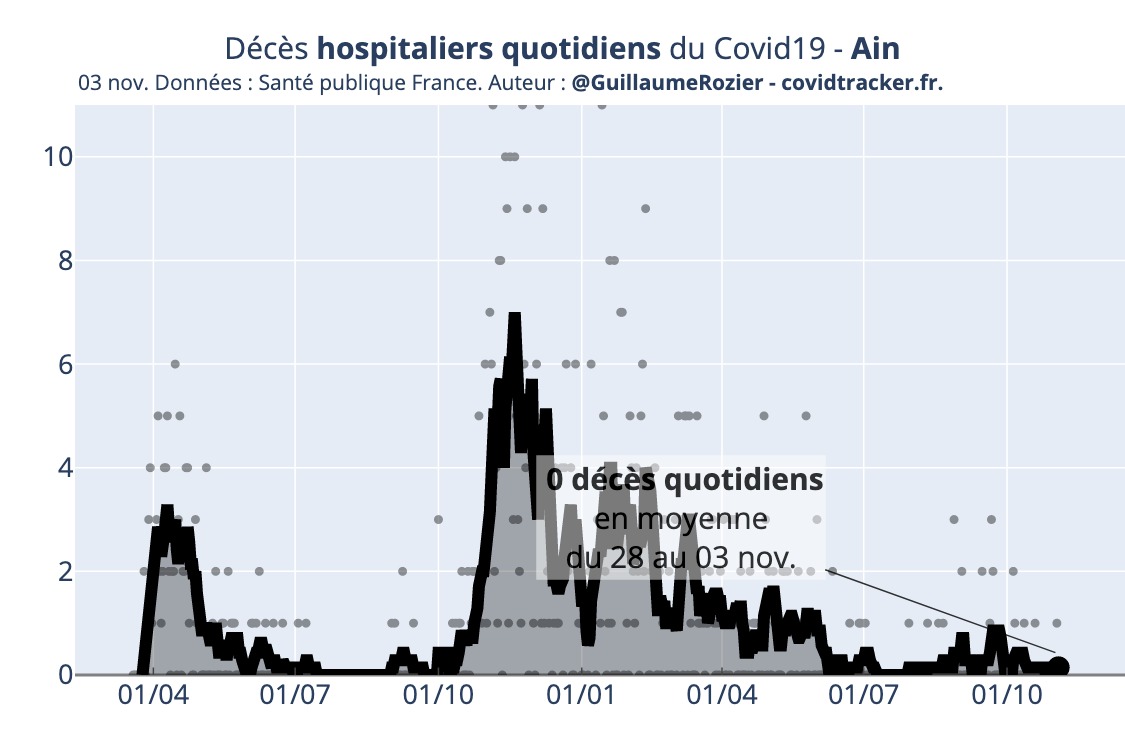 Décès hospitaliers quotidiens du Covid19 - Ain
03 nov. Données : Santé publique France. Auteur : @GuillaumeRozier - covidtracker.fr.
10
8
6
4
2
0
0 décès quotidiens
en moyenne
du 28 au 03 nov.
01/04 01/07 01/10 01/01 01/04 01/07 01/10